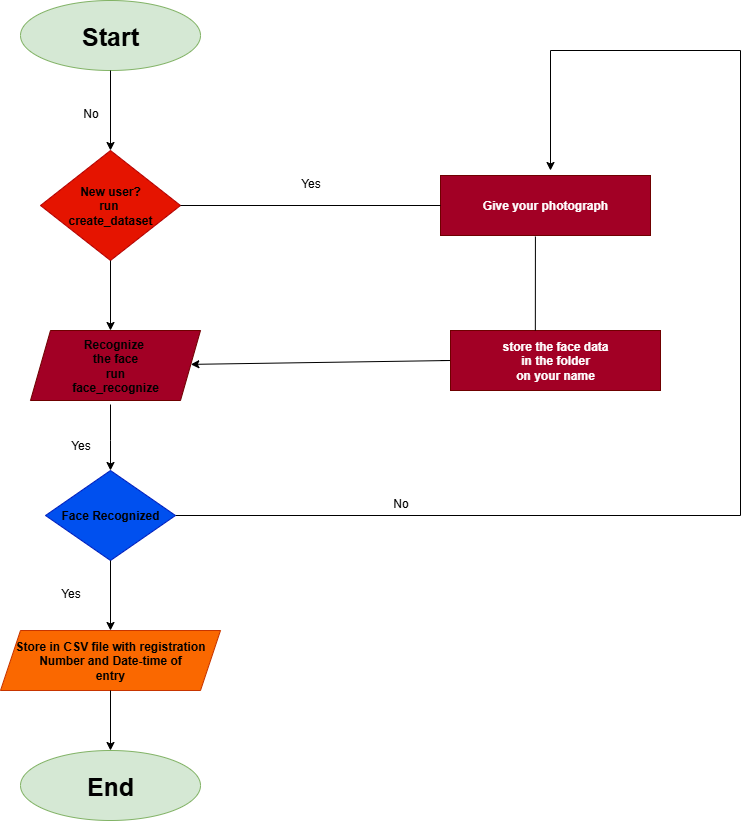 Start
No
New user?
run
create_dataset
Yes
Give your photograph
Recognize
the face
run
face_recognize
store the face data
in the folder
on your name
Yes
Face Recognized
No
Yes
Store in CSV file with registration
Number and Date-time of
entry
End